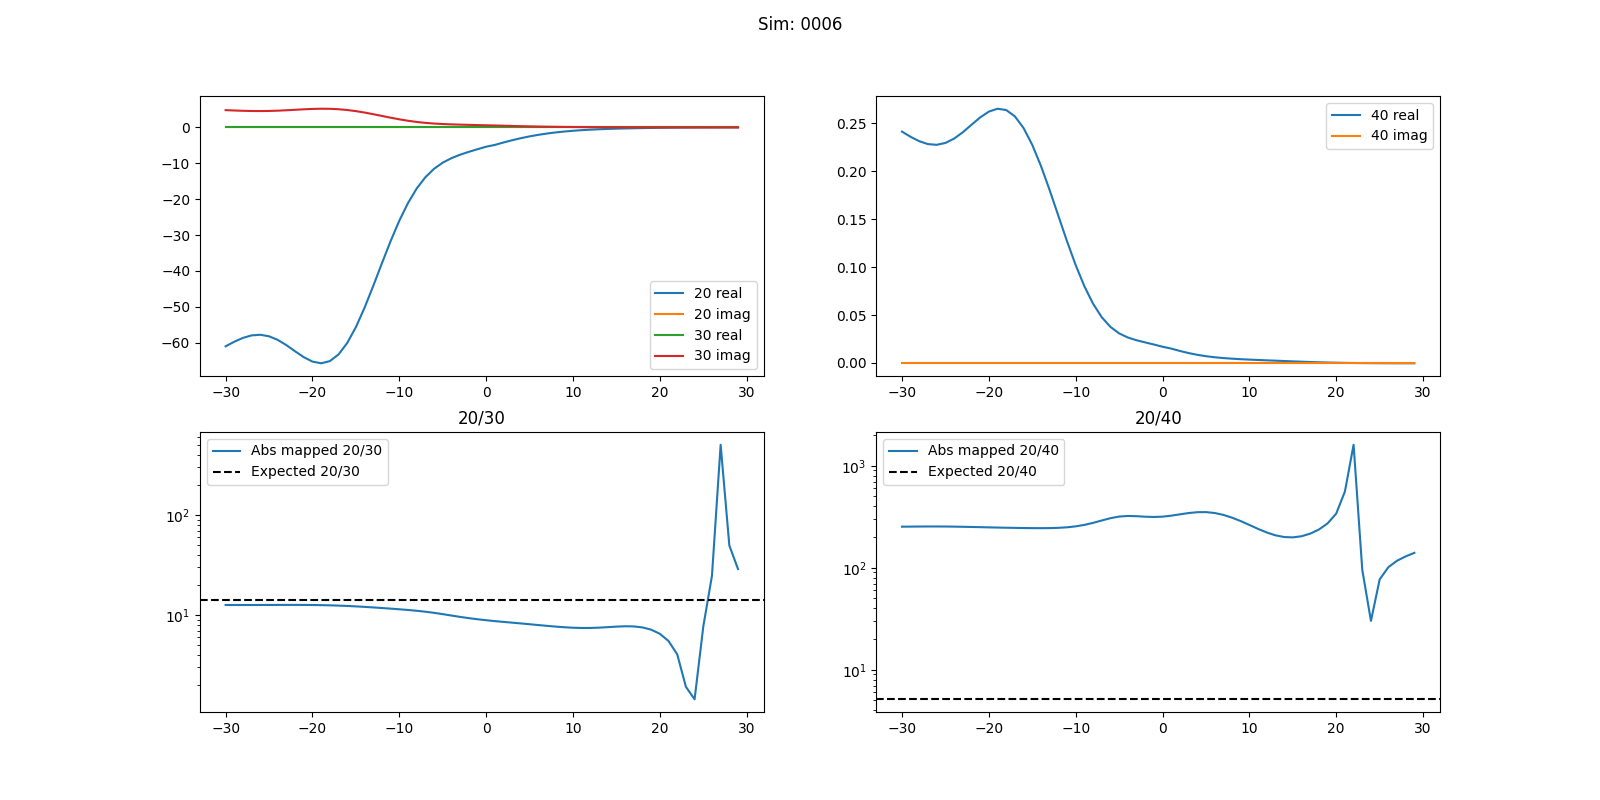 Sim: 0006
0
−10
−20
−30
−40
−50
−60
−30 −20 −10 0 10 20 30
20 real
20 imag
30 real
30 imag
0.25
0.20
0.15
0.10
0.05
0.00
−30 −20 −10 0 10 20 30
40 real
40 imag
20/30
Abs mapped 20/30
Expected 20/30
10²
10¹
−30 −20 −10 0 10 20 30
20/40
Abs mapped 20/40
Expected 20/40
10³
10²
10¹
−30 −20 −10 0 10 20 30